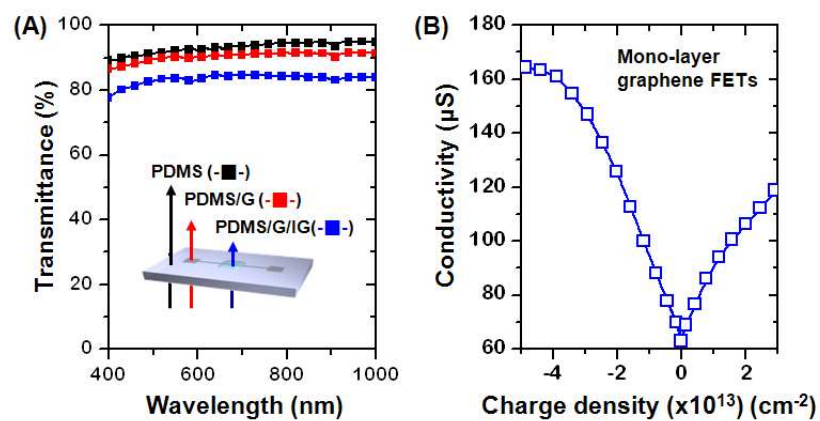 (A)
100
80
60
40
20
0
Transmittance (%)
PDMS (-■-)
PDMS/G (-■-)
PDMS/G/IG(-■-)
400 600 800 1000
Wavelength (nm)
(B)
180
160
140
120
100
80
60
Conductivity (μS)
Mono-layer
graphene FETs
-4 -2 0 2
Charge density (x10¹³) (cm⁻²)